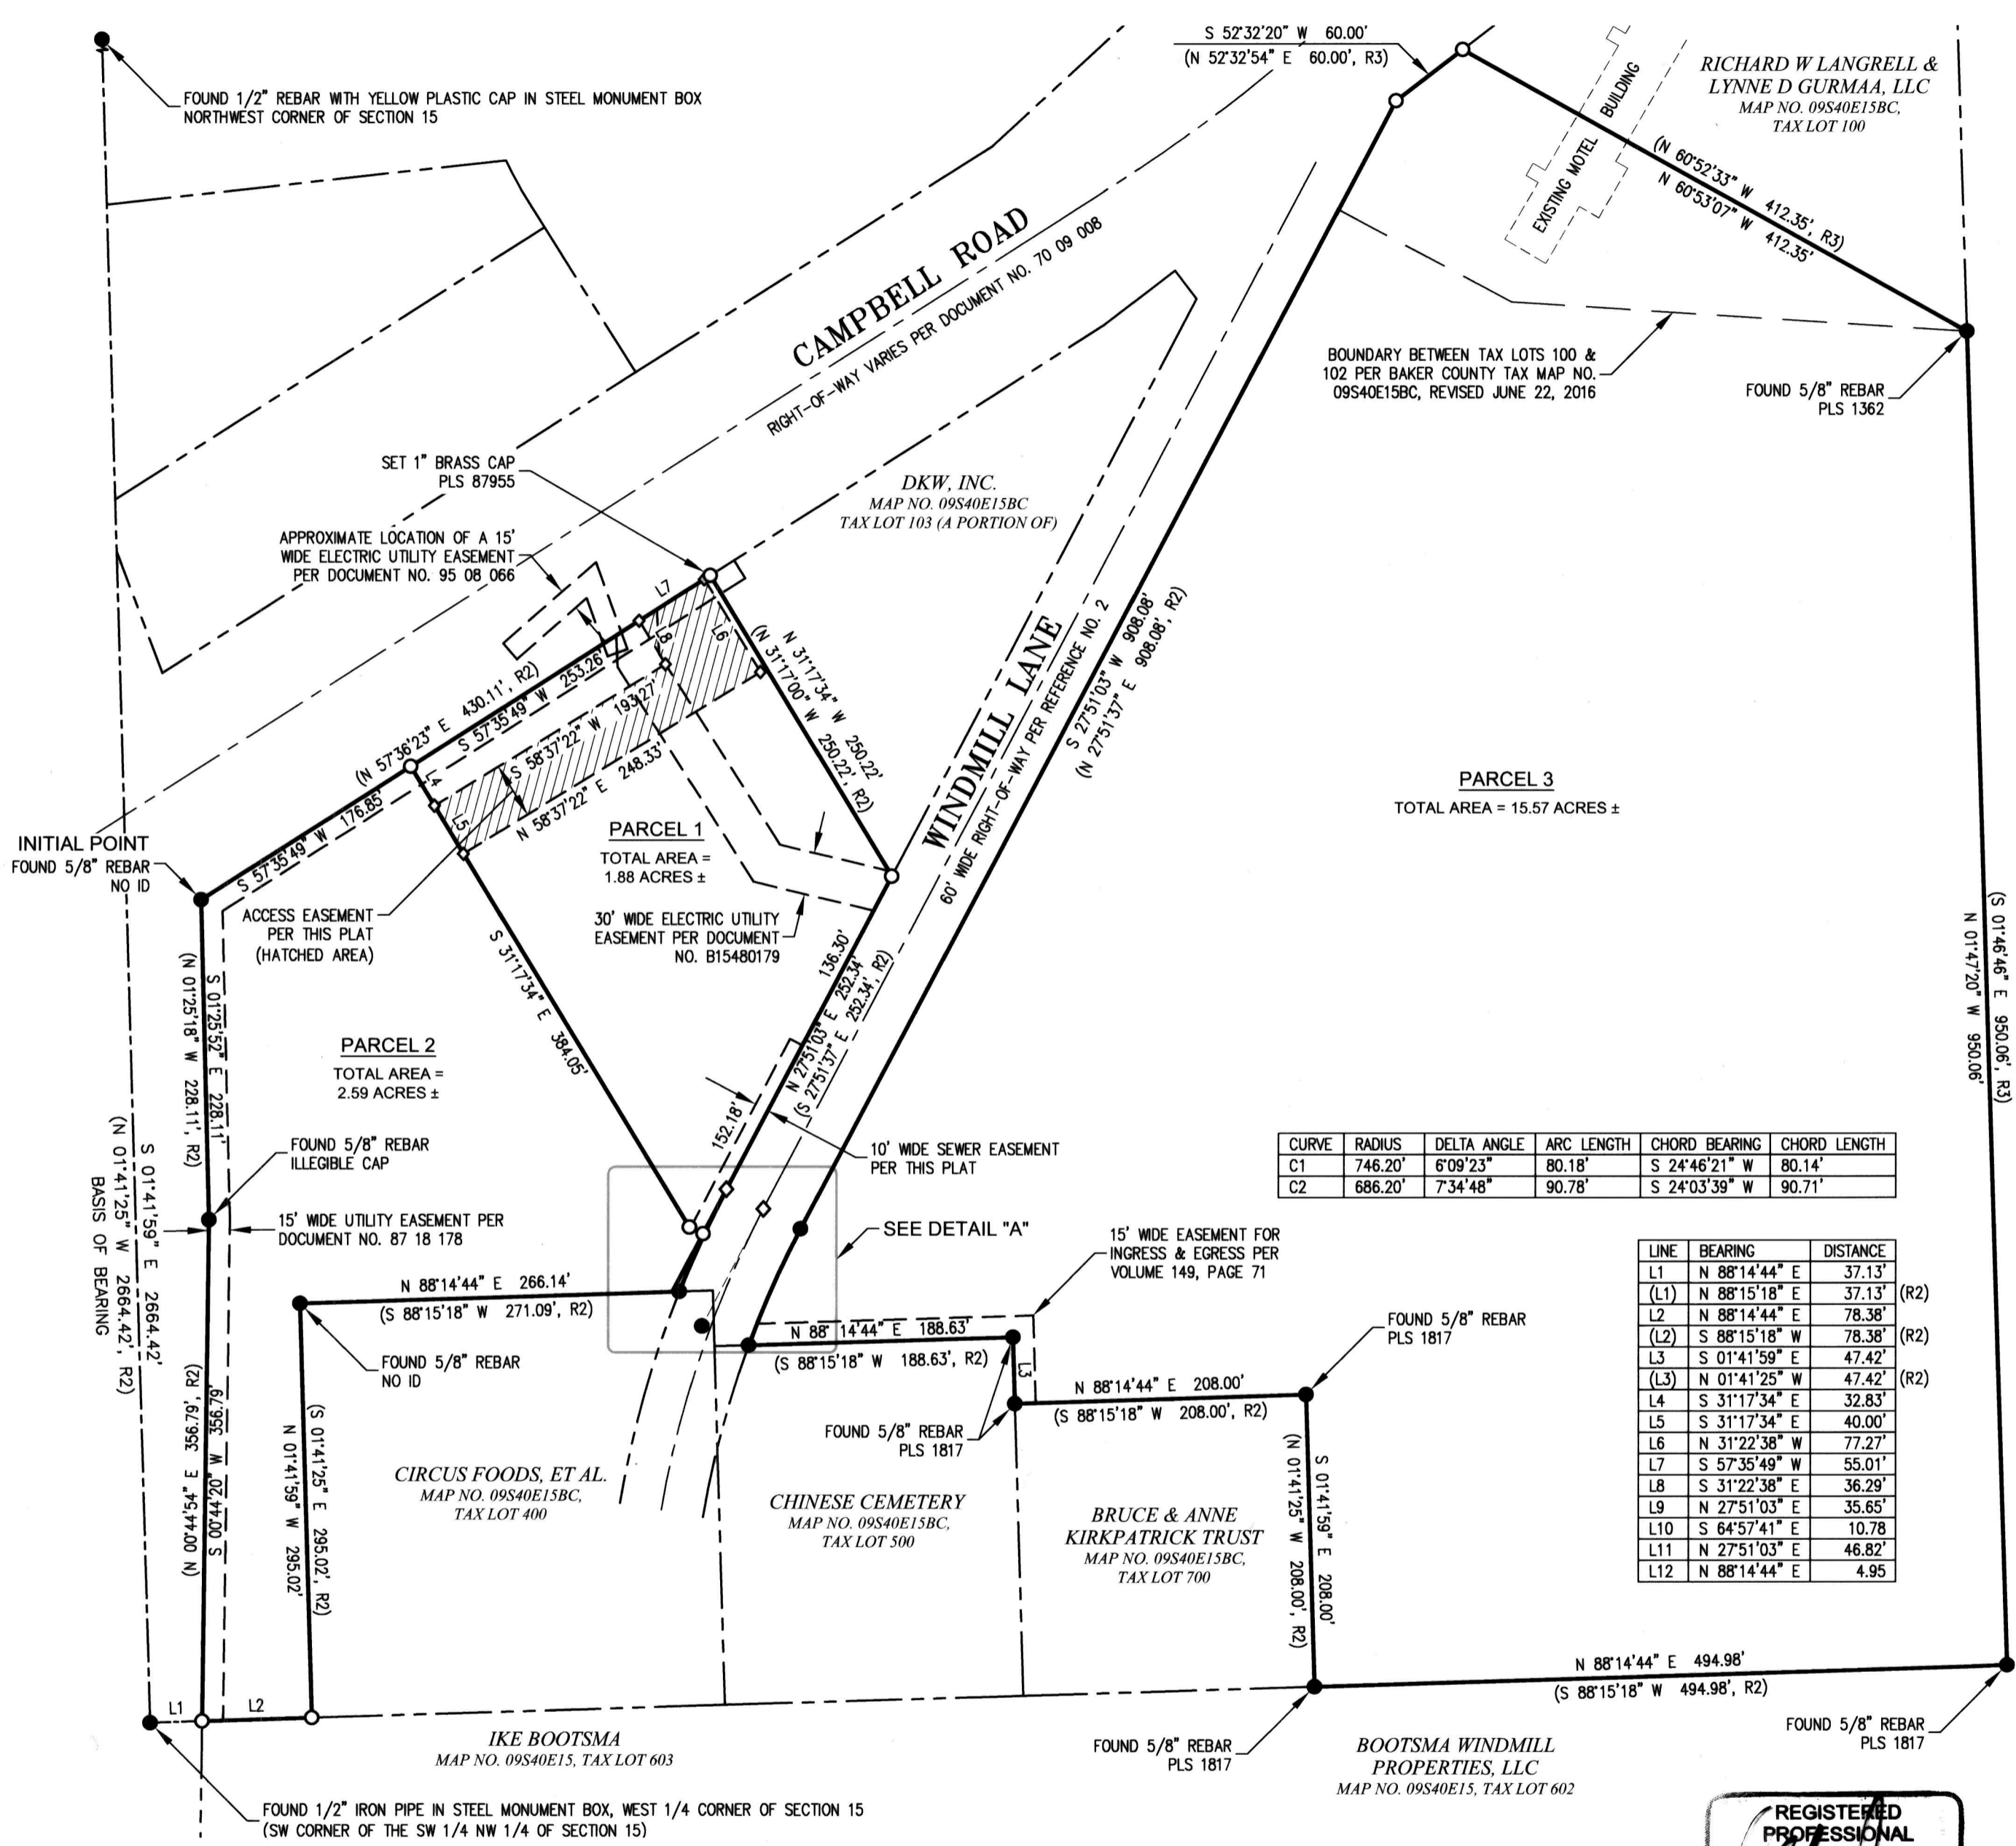 S 52°32'20" W 60.00'
(N 52°32'54" E 60.00', R3)
RICHARD W LANGRELL &
LYNNE D GURMAA, LLC
MAP NO. 09S40E15BC,
TAX LOT 100
FOUND 1/2" REBAR WITH YELLOW PLASTIC CAP IN STEEL MONUMENT BOX
NORTHWEST CORNER OF SECTION 15
EXISTING MOTEL BUILDING
(N 60°52'33" W 412.35', R3)
N 60°53'07" W 412.35'
CAMPBELL ROAD
RIGHT-OF-WAY VARIES PER DOCUMENT NO. 70 09 008
BOUNDARY BETWEEN TAX LOTS 100 &
102 PER BAKER COUNTY TAX MAP NO.
09S40E15BC, REVISED JUNE 22, 2016
FOUND 5/8" REBAR
PLS 1362
SET 1" BRASS CAP
PLS 87955
DKW, INC.
MAP NO. 09S40E15BC
TAX LOT 103 (A PORTION OF)
APPROXIMATE LOCATION OF A 15'
WIDE ELECTRIC UTILITY EASEMENT
PER DOCUMENT NO. 95 08 066
L7
L8
L6
N 31°17'34" W 250.22'
(N 31°17'00" W 250.22', R2)
(N 57°36'23" E 430.11', R2)
S 57°35'49" W 253.26'
S 58°37'22" W 193.27'
N 58°37'22" E 248.33'
L4
L5
S 57°35'49" W 176.85'
WINDMILL LANE
60' WIDE RIGHT-OF-WAY PER REFERENCE NO. 2
S 27°51'03" W 908.08'
(N 27°51'37" E 908.08', R2)
PARCEL 3
TOTAL AREA = 15.57 ACRES ±
PARCEL 1
TOTAL AREA =
1.88 ACRES ±
INITIAL POINT
FOUND 5/8" REBAR
NO ID
ACCESS EASEMENT
PER THIS PLAT
(HATCHED AREA)
30' WIDE ELECTRIC UTILITY
EASEMENT PER DOCUMENT
NO. B15480179
(S 01°46'46" E 950.06', R3)
N 01°47'20" W 950.06'
(N 01°25'18" W 228.11', R2)
S 01°25'52" E 228.11'
S 31°17'34" E 384.05'
136.30'
N 27°51'03" E 252.34'
(S 27°51'37" E 252.34', R2)
152.18'
PARCEL 2
TOTAL AREA =
2.59 ACRES ±
FOUND 5/8" REBAR
ILLEGIBLE CAP
10' WIDE SEWER EASEMENT
PER THIS PLAT
CURVE RADIUS DELTA ANGLE ARC LENGTH CHORD BEARING CHORD LENGTH
C1 746.20' 6°09'23" 80.18' S 24°46'21" W 80.14'
C2 686.20' 7°34'48" 90.78' S 24°03'39" W 90.71'
S 01°41'59" E 2664.42'
(N 01°41'25" W 2664.42', R2)
BASIS OF BEARING
15' WIDE UTILITY EASEMENT PER
DOCUMENT NO. 87 18 178
SEE DETAIL "A"
15' WIDE EASEMENT FOR
INGRESS & EGRESS PER
VOLUME 149, PAGE 71
N 88°14'44" E 266.14'
(S 88°15'18" W 271.09', R2)
N 88°14'44" E 188.63'
(S 88°15'18" W 188.63', R2)
L3
FOUND 5/8" REBAR
PLS 1817
FOUND 5/8" REBAR
NO ID
N 88°14'44" E 208.00'
(S 88°15'18" W 208.00', R2)
FOUND 5/8" REBAR
PLS 1817
LINE BEARING DISTANCE
L1 N 88°14'44" E 37.13'
(L1) N 88°15'18" E 37.13' (R2)
L2 N 88°14'44" E 78.38'
(L2) S 88°15'18" W 78.38' (R2)
L3 S 01°41'59" E 47.42'
(L3) N 01°41'25" W 47.42' (R2)
L4 S 31°17'34" E 32.83'
L5 S 31°17'34" E 40.00'
L6 N 31°22'38" W 77.27'
L7 S 57°35'49" W 55.01'
L8 S 31°22'38" E 36.29'
L9 N 27°51'03" E 35.65'
L10 S 64°57'41" E 10.78
L11 N 27°51'03" E 46.82'
L12 N 88°14'44" E 4.95
(N 00°44'54" E 356.79', R2)
S 00°44'20" W 356.79'
(S 01°41'25" E 295.02', R2)
N 01°41'59" W 295.02'
CIRCUS FOODS, ET AL.
MAP NO. 09S40E15BC,
TAX LOT 400
CHINESE CEMETERY
MAP NO. 09S40E15BC,
TAX LOT 500
BRUCE & ANNE
KIRKPATRICK TRUST
MAP NO. 09S40E15BC,
TAX LOT 700
S 01°41'59" E 208.00'
(N 01°41'25" W 208.00', R2)
N 88°14'44" E 494.98'
(S 88°15'18" W 494.98', R2)
L1
L2
IKE BOOTSMA
MAP NO. 09S40E15, TAX LOT 603
FOUND 5/8" REBAR
PLS 1817
BOOTSMA WINDMILL
PROPERTIES, LLC
MAP NO. 09S40E15, TAX LOT 602
FOUND 5/8" REBAR
PLS 1817
FOUND 1/2" IRON PIPE IN STEEL MONUMENT BOX, WEST 1/4 CORNER OF SECTION 15
(SW CORNER OF THE SW 1/4 NW 1/4 OF SECTION 15)
REGISTERED
PROFESSIONAL